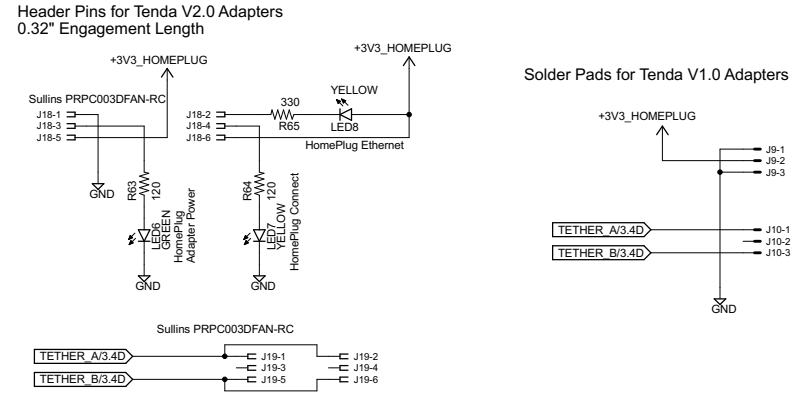 Header Pins for Tenda V2.0 Adapters
0.32" Engagement Length
+3V3_HOMEPLUG
+3V3_HOMEPLUG
Sullins PRPC003DFAN-RC
J18-1
J18-3
J18-5
J18-2
J18-4
J18-6
330
R65
YELLOW
LED8
HomePlug Ethernet
GND
R63
120
LED6
GREEN
HomePlug
Adapter Power
GND
R64
120
LED7
YELLOW
HomePlug Connect
GND
Sullins PRPC003DFAN-RC
TETHER_A/3.4D
TETHER_B/3.4D
J19-1
J19-3
J19-5
J19-2
J19-4
J19-6
Solder Pads for Tenda V1.0 Adapters
+3V3_HOMEPLUG
J9-1
J9-2
J9-3
TETHER_A/3.4D
TETHER_B/3.4D
J10-1
J10-2
J10-3
GND